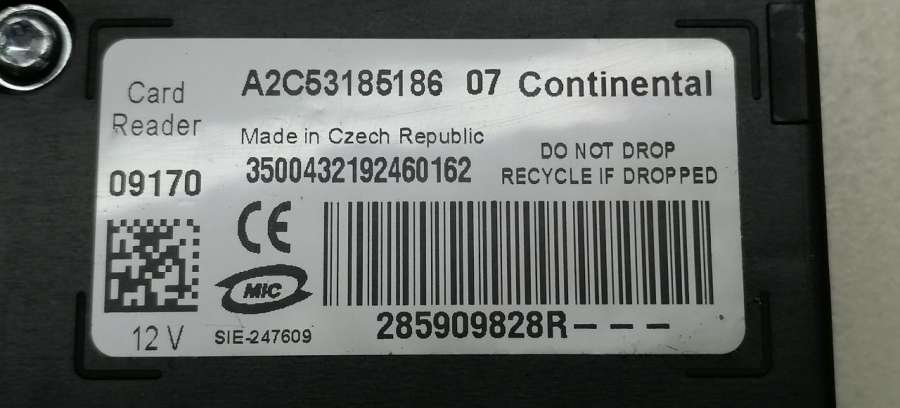 Card
Reader
09170
A2C53185186 07 Continental
Made in Czech Republic
3500432192460162
DO NOT DROP
RECYCLE IF DROPPED
CE
MIC
12 V
SIE-247609
285909828R---